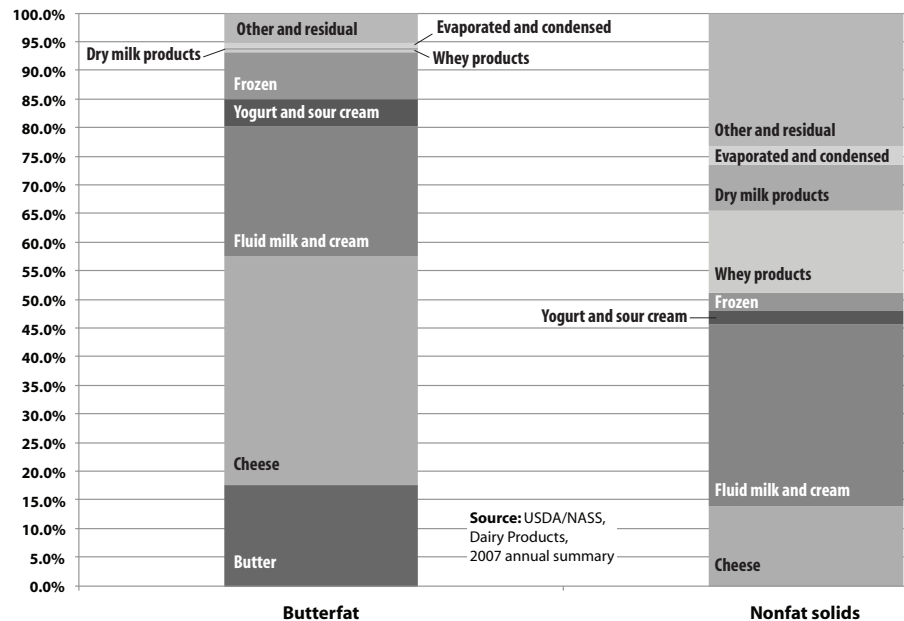 100.0%
95.0%
90.0%
85.0%
80.0%
75.0%
70.0%
65.0%
60.0%
55.0%
50.0%
45.0%
40.0%
35.0%
30.0%
25.0%
20.0%
15.0%
10.0%
5.0%
0.0%
Other and residual
Evaporated and condensed
Dry milk products
Whey products
Frozen
Yogurt and sour cream
Fluid milk and cream
Cheese
Butter
Source: USDA/NASS,
Dairy Products,
2007 annual summary
Other and residual
Evaporated and condensed
Dry milk products
Whey products
Frozen
Yogurt and sour cream
Fluid milk and cream
Cheese
Butterfat
Nonfat solids